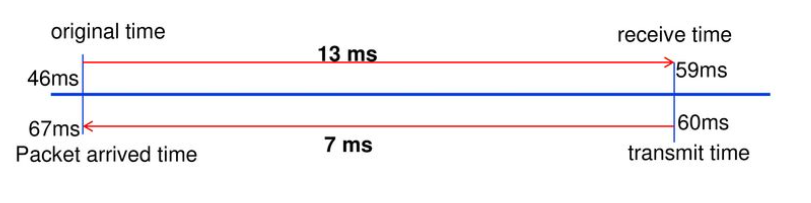 original time
receive time
13 ms
46ms
59ms
67ms
60ms
Packet arrived time
7 ms
transmit time